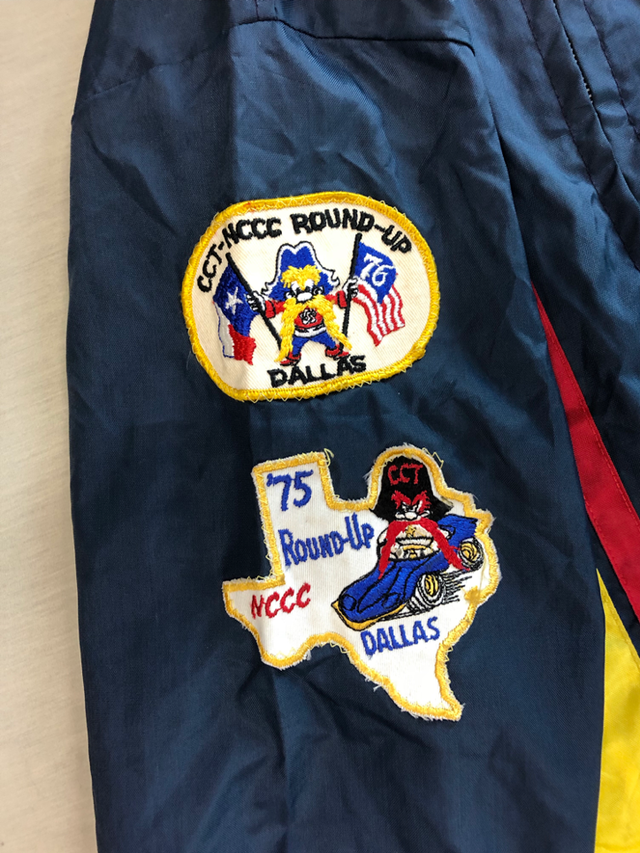 CCT-NCCC ROUND-UP
76
DALLAS
'75
CCT
ROUND-UP
NCCC
DALLAS